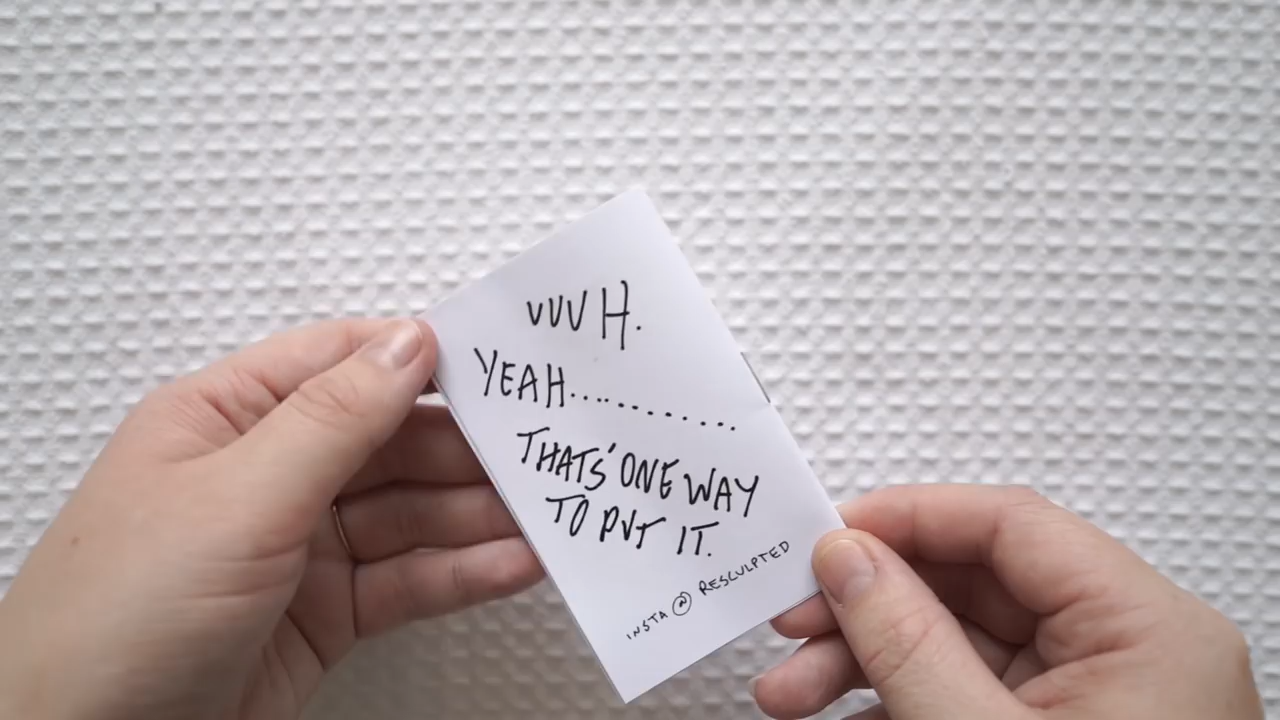 UUUH.
YEAH..........
THATS' ONE WAY
TO PUT IT.
INSTA @ RESCULPTED